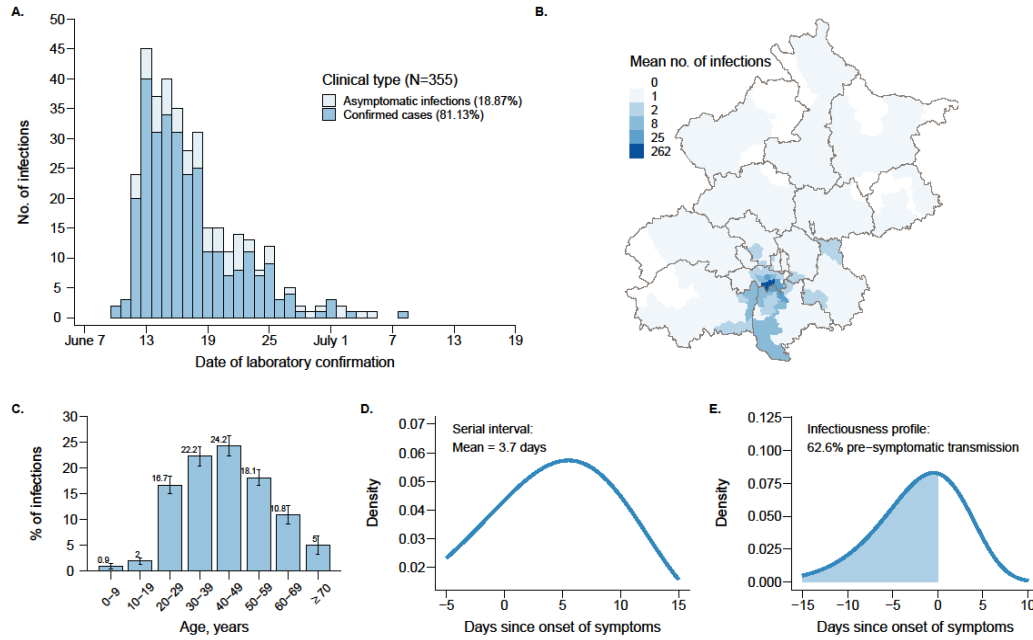 A.
50
45
40
35
30
25
20
15
10
5
0
No. of infections
Clinical type (N=355)
Asymptomatic infections (18.87%)
Confirmed cases (81.13%)
June 7 13 19 25 July 1 7 13 19
Date of laboratory confirmation
B.
Mean no. of infections
0
1
2
8
25
262
C.
30
25
20
15
10
5
0
% of infections
0.9
2
16.7
22.2
24.2
18.1
10.8
5
0−9 10−19 20−29 30−39 40−49 50−59 60−69 ≥70
Age, years
D.
0.07
0.06
0.05
0.04
0.03
0.02
Density
Serial interval:
Mean = 3.7 days
−5 0 5 10 15
Days since onset of symptoms
E.
0.125
0.100
0.075
0.050
0.025
0.000
Density
Infectiousness profile:
62.6% pre−symptomatic transmission
−15 −10 −5 0 5 10
Days since onset of symptoms